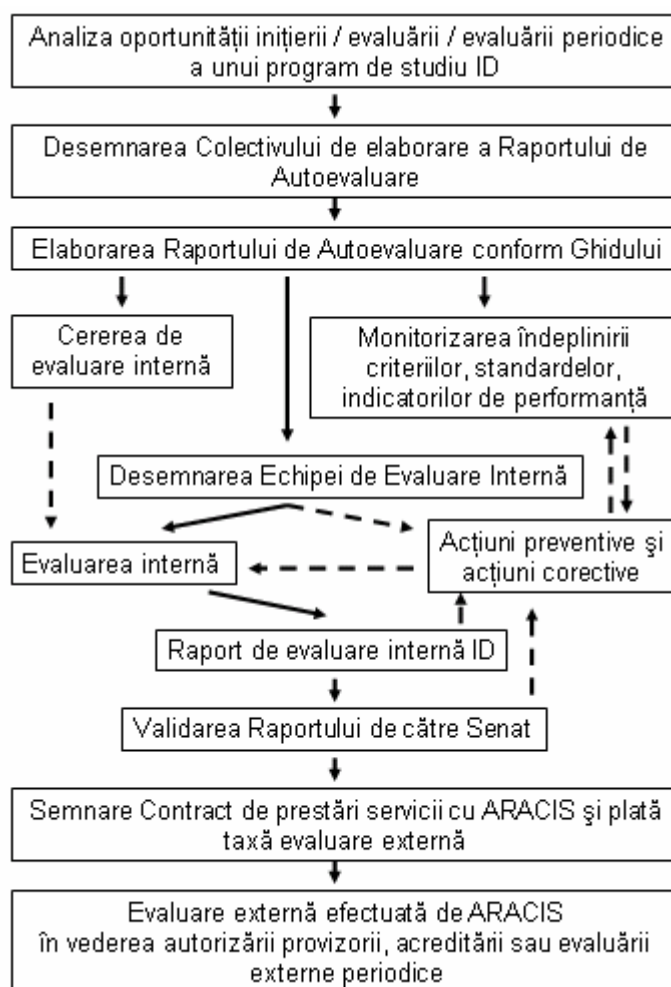 Analiza oportunității inițierii / evaluării / evaluării periodice
a unui program de studiu ID
Desemnarea Colectivului de elaborare a Raportului de
Autoevaluare
Elaborarea Raportului de Autoevaluare conform Ghidului
Cererea de
evaluare internă
Monitorizarea îndeplinirii
criteriilor, standardelor,
indicatorilor de performanță
Desemnarea Echipei de Evaluare Internă
Evaluarea internă
Acțiuni preventive şi
acțiuni corective
Raport de evaluare internă ID
Validarea Raportului de către Senat
Semnare Contract de prestări servicii cu ARACIS şi plată
taxă evaluare externă
Evaluare externă efectuată de ARACIS
în vederea autorizării provizorii, acreditării sau evaluării
externe periodice